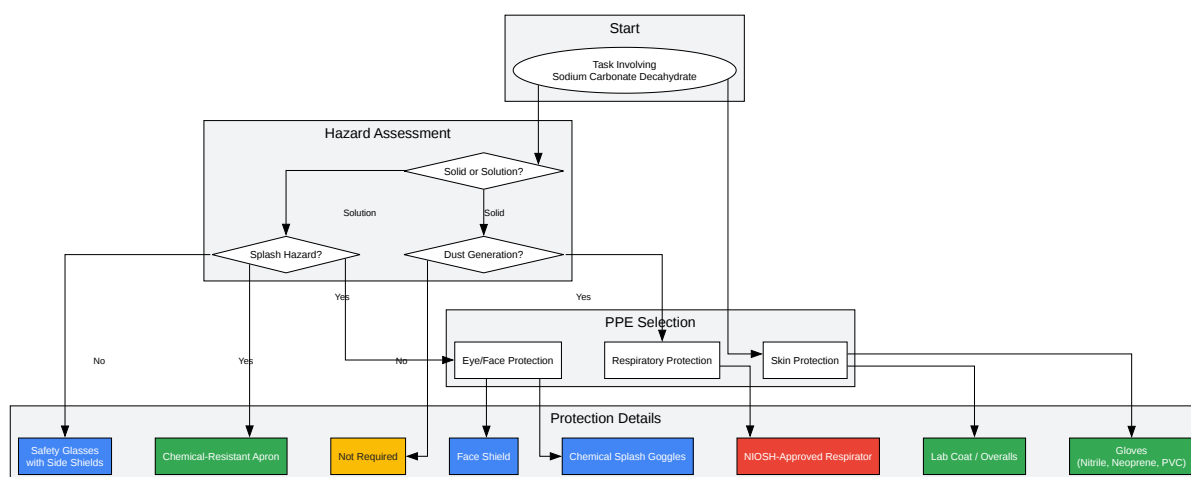 Start
Task Involving
Sodium Carbonate Decahydrate
Hazard Assessment
Solid or Solution?
Solution
Solid
Splash Hazard?
Dust Generation?
Yes
Yes
PPE Selection
No
Yes
No
Eye/Face Protection
Respiratory Protection
Skin Protection
Protection Details
Safety Glasses
with Side Shields
Chemical-Resistant Apron
Not Required
Face Shield
Chemical Splash Goggles
NIOSH-Approved Respirator
Lab Coat / Overalls
Gloves
(Nitrile, Neoprene, PVC)